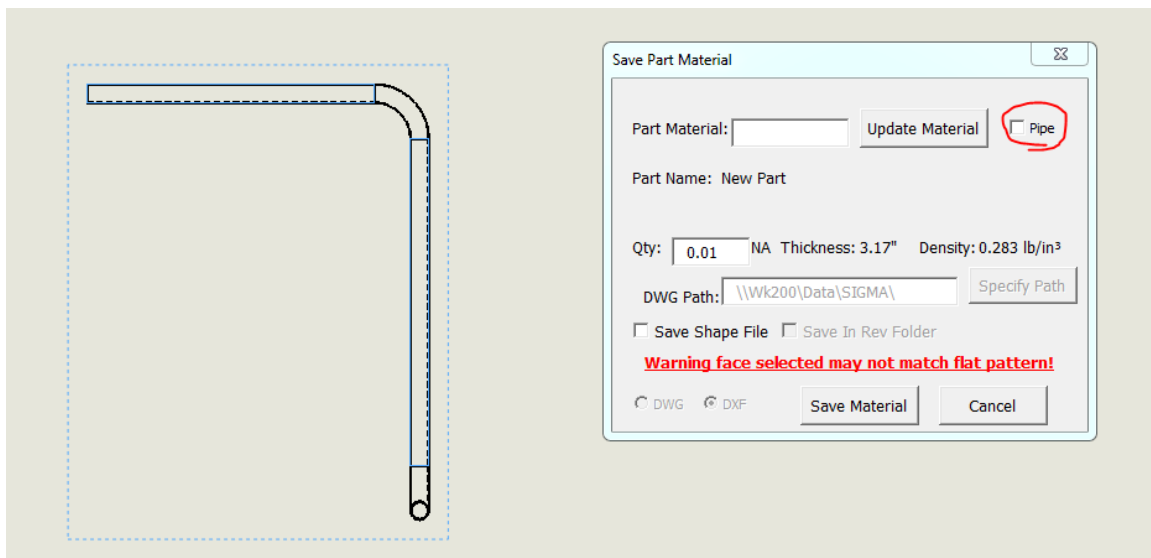 Save Part Material
Part Material: Update Material Pipe
Part Name: New Part
Qty: 0.01 NA Thickness: 3.17" Density: 0.283 lb/in³
DWG Path: \\Wk200\Data\SIGMA\ Specify Path
Save Shape File Save In Rev Folder
Warning face selected may not match flat pattern!
DWG DXF Save Material Cancel